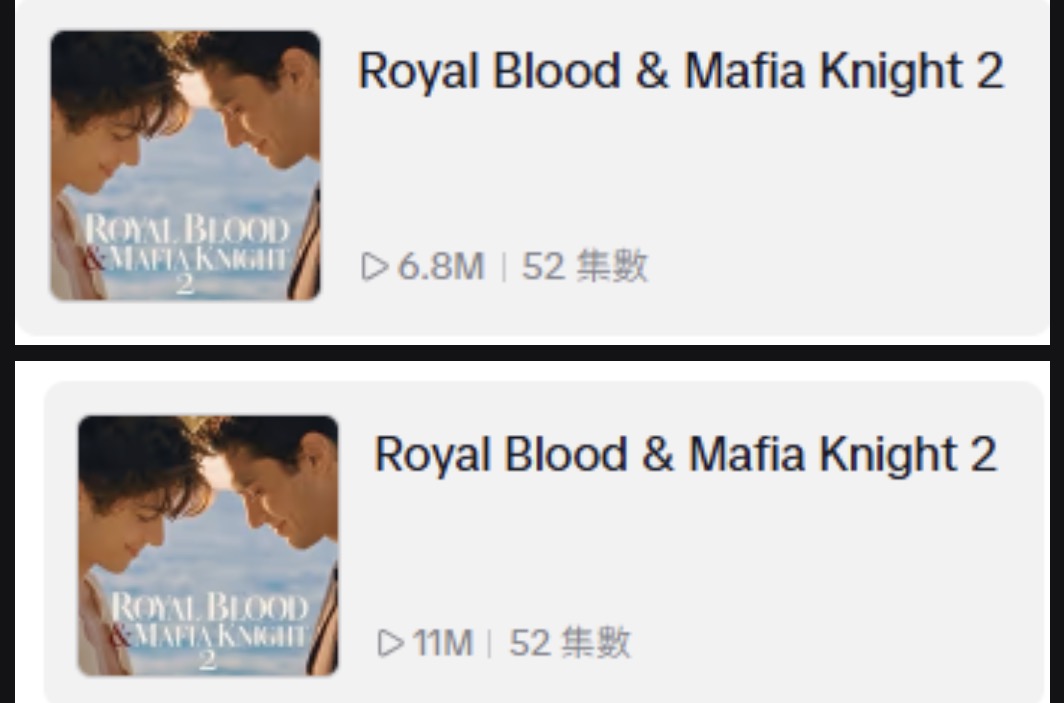 Royal Blood & Mafia Knight 2
ROYAL BLOOD
& MAFIA KNIGHT
2
6.8M | 52 集數
Royal Blood & Mafia Knight 2
ROYAL BLOOD
& MAFIA KNIGHT
2
11M | 52 集數